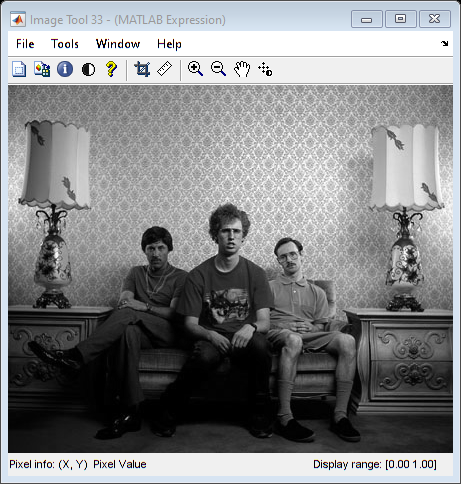 Image Tool 33 - (MATLAB Expression)
File Tools Window Help
Pixel info: (X, Y) Pixel Value
Display range: [0.00 1.00]